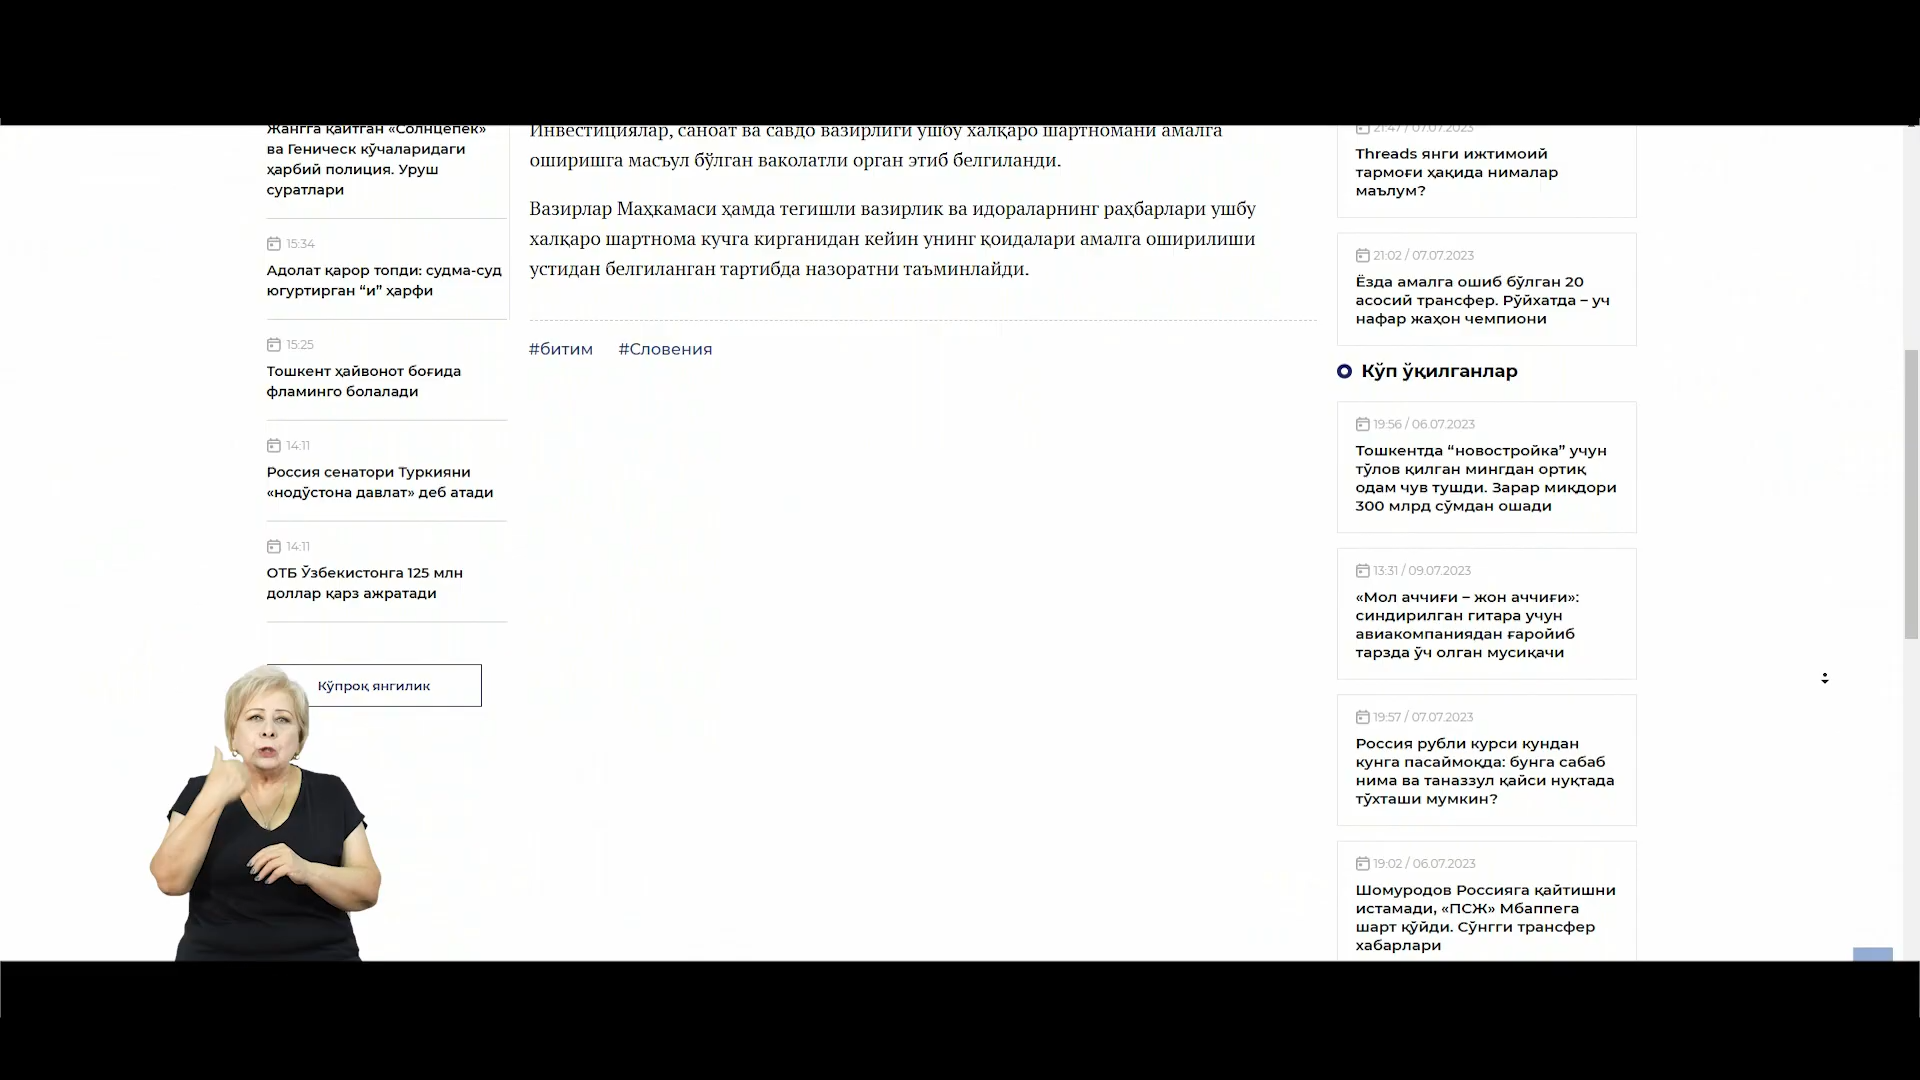 Жангга қайтган «Солнцепек»
ва Геническ кўчаларидаги
ҳарбий полиция. Уруш
суратлари
15:34
Адолат қарор топди: судма-суд
югуртирган “и” ҳарфи
15:25
Тошкент ҳайвонот боғида
фламинго болалади
14:11
Россия сенатори Туркияни
«нодўстона давлат» деб атади
14:11
ОТБ Ўзбекистонга 125 млн
доллар қарз ажратади
Кўпроқ янгилик
Инвестициялар, саноат ва савдо вазирлиги ушбу халқаро шартномани амалга
оширишга масъул бўлган ваколатли орган этиб белгиланди.
Вазирлар Маҳкамаси ҳамда тегишли вазирлик ва идораларнинг раҳбарлари ушбу
халқаро шартнома кучга кирганидан кейин унинг қоидалари амалга оширилиши
устидан белгиланган тартибда назоратни таъминлайди.
#битим #Словения
21:47 / 07.07.2023
Threads янги ижтимоий
тармоғи ҳақида нималар
маълум?
21:02 / 07.07.2023
Ёзда амалга ошиб бўлган 20
асосий трансфер. Рўйхатда – уч
нафар жаҳон чемпиони
Кўп ўқилганлар
19:56 / 06.07.2023
Тошкентда “новостройка” учун
тўлов қилган мингдан ортиқ
одам чув тушди. Зарар миқдори
300 млрд сўмдан ошади
13:31 / 09.07.2023
«Мол аччиғи – жон аччиғи»:
синдирилган гитара учун
авиакомпаниядан ғаройиб
тарзда ўч олган мусиқачи
19:57 / 07.07.2023
Россия рубли курси кундан
кунга пасаймоқда: бунга сабаб
нима ва таназзул қайси нуқтада
тўхташи мумкин?
19:02 / 06.07.2023
Шомуродов Россияга қайтишни
истамади, «ПСЖ» Мбаппега
шарт қўйди. Сўнгги трансфер
хабарлари